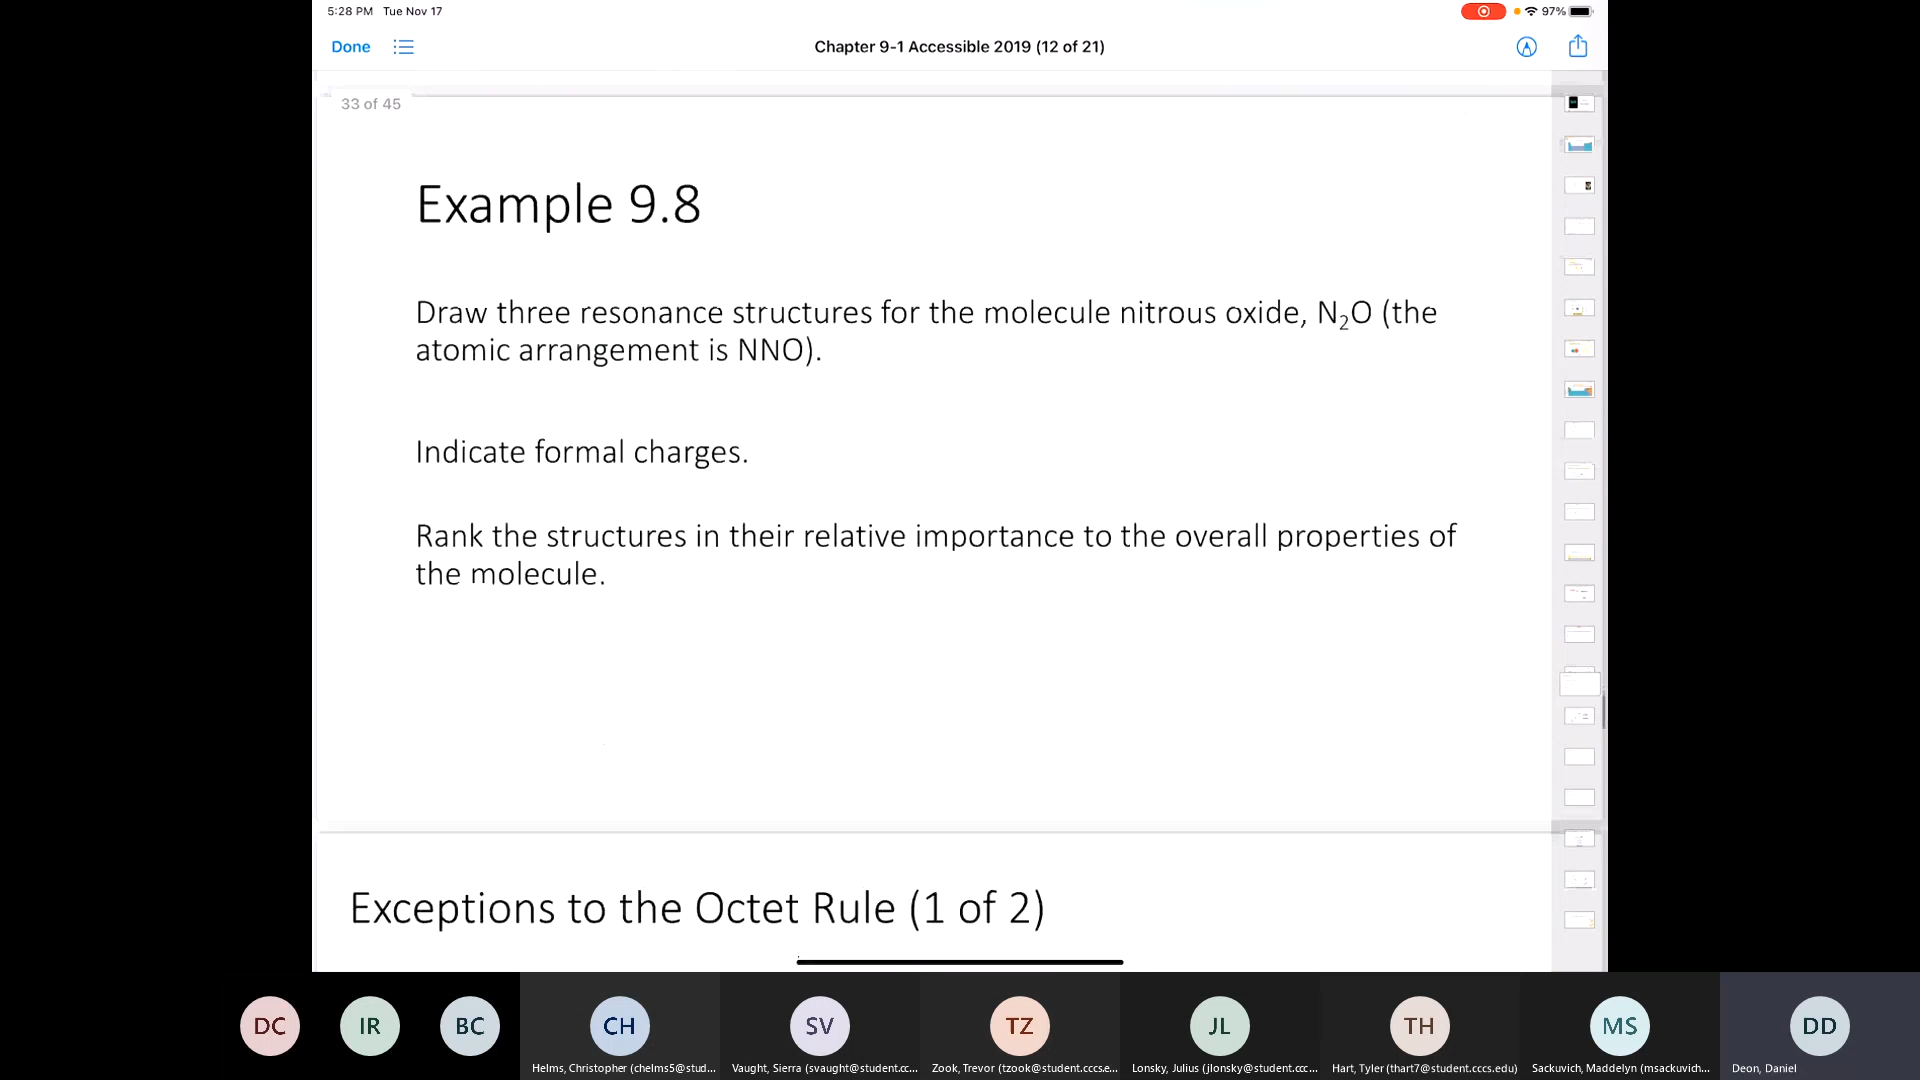 5:28 PM Tue Nov 17
97%
Done
Chapter 9-1 Accessible 2019 (12 of 21)
33 of 45
Example 9.8
Draw three resonance structures for the molecule nitrous oxide, N₂O (the
atomic arrangement is NNO).
Indicate formal charges.
Rank the structures in their relative importance to the overall properties of
the molecule.
Exceptions to the Octet Rule (1 of 2)
DC
IR
BC
CH
SV
TZ
JL
TH
MS
DD
Helms, Christopher (chelms5@stud...
Vaught, Sierra (svaught@student.cc...
Zook, Trevor (tzook@student.cccs.e...
Lonsky, Julius (jlonsky@student.ccc...
Hart, Tyler (thart7@student.cccs.edu)
Sackuvich, Maddelyn (msackuvich...
Deon, Daniel